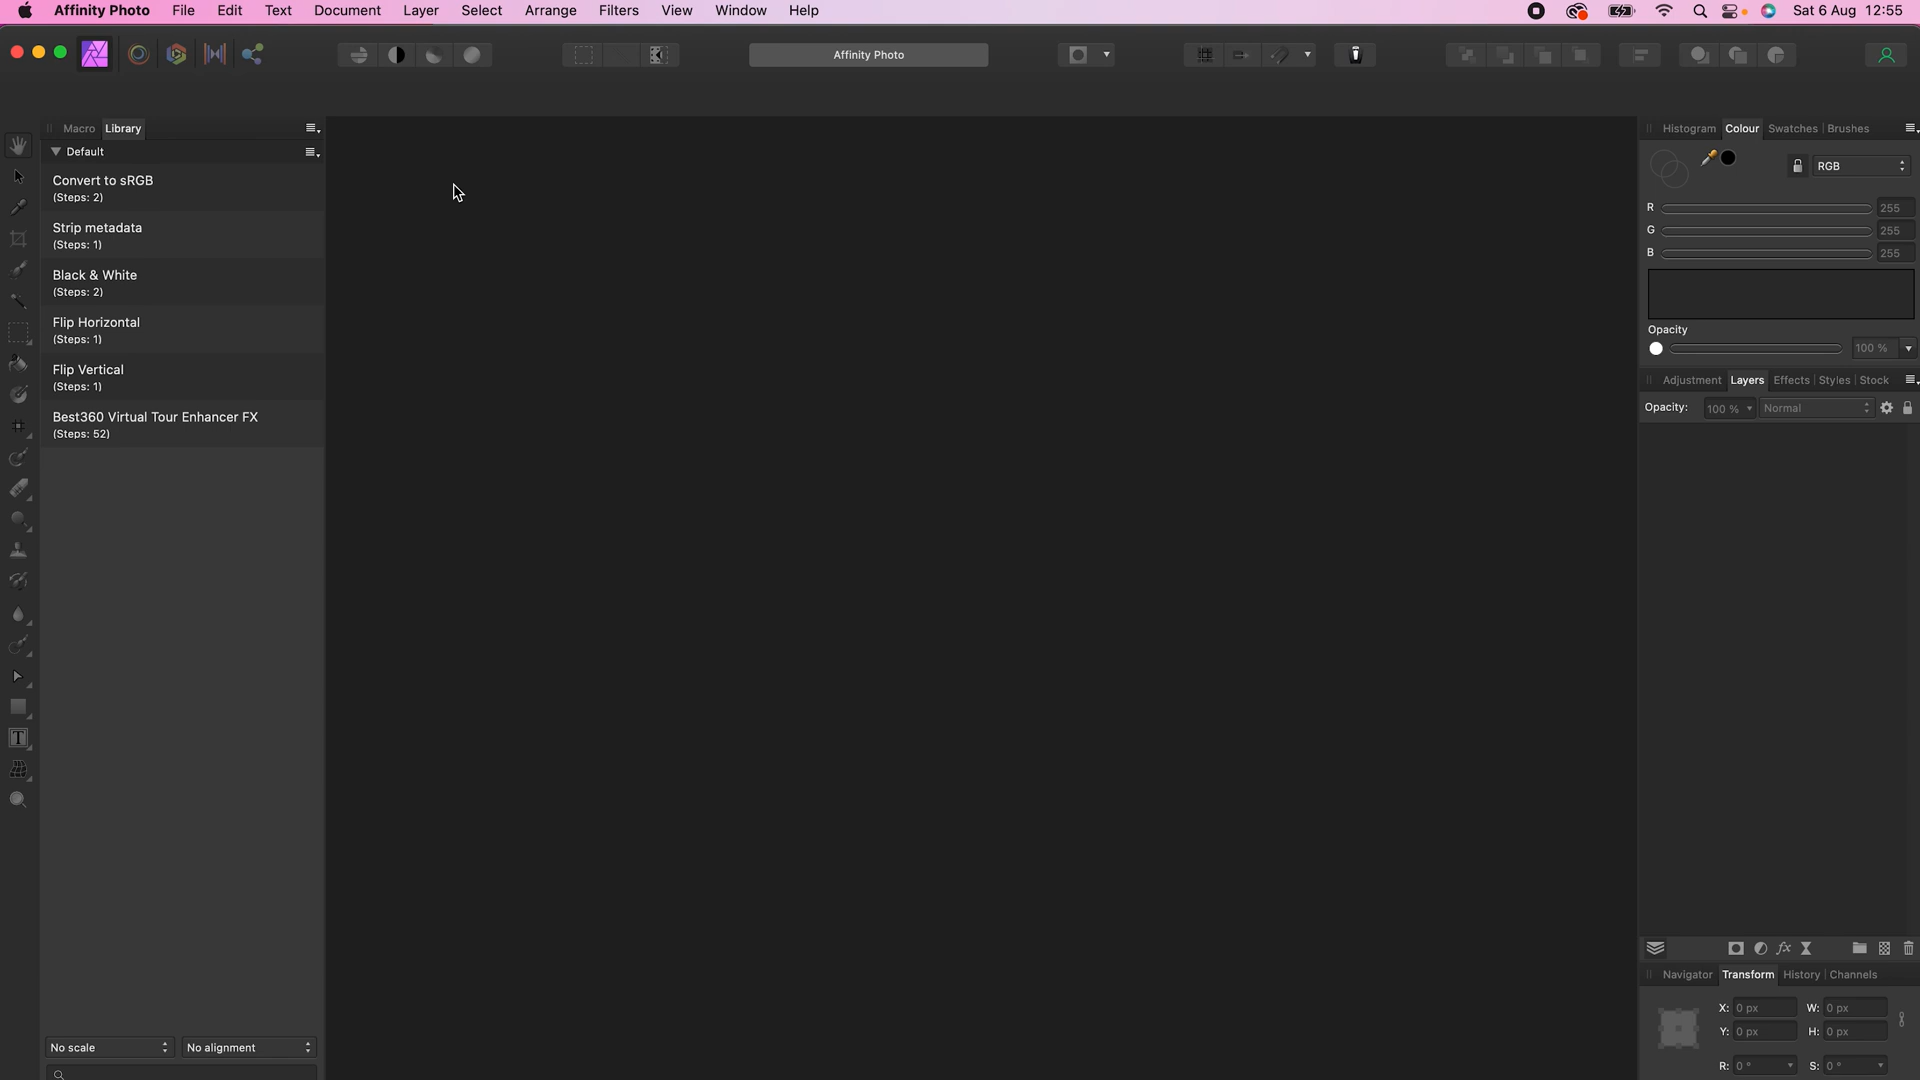 Affinity Photo File Edit Text Document Layer Select Arrange Filters View Window Help Sat 6 Aug 12:55
Affinity Photo
Macro Library
Default
Convert to sRGB
(Steps: 2)
Strip metadata
(Steps: 1)
Black & White
(Steps: 2)
Flip Horizontal
(Steps: 1)
Flip Vertical
(Steps: 1)
Best360 Virtual Tour Enhancer FX
(Steps: 52)
No scale No alignment
Histogram Colour Swatches Brushes
RGB
R 255
G 255
B 255
Opacity
100 %
Adjustment Layers Effects Styles Stock
Opacity: 100 % Normal
fx
Navigator Transform History Channels
X: 0 px W: 0 px
Y: 0 px H: 0 px
R: 0 ° S: 0 °